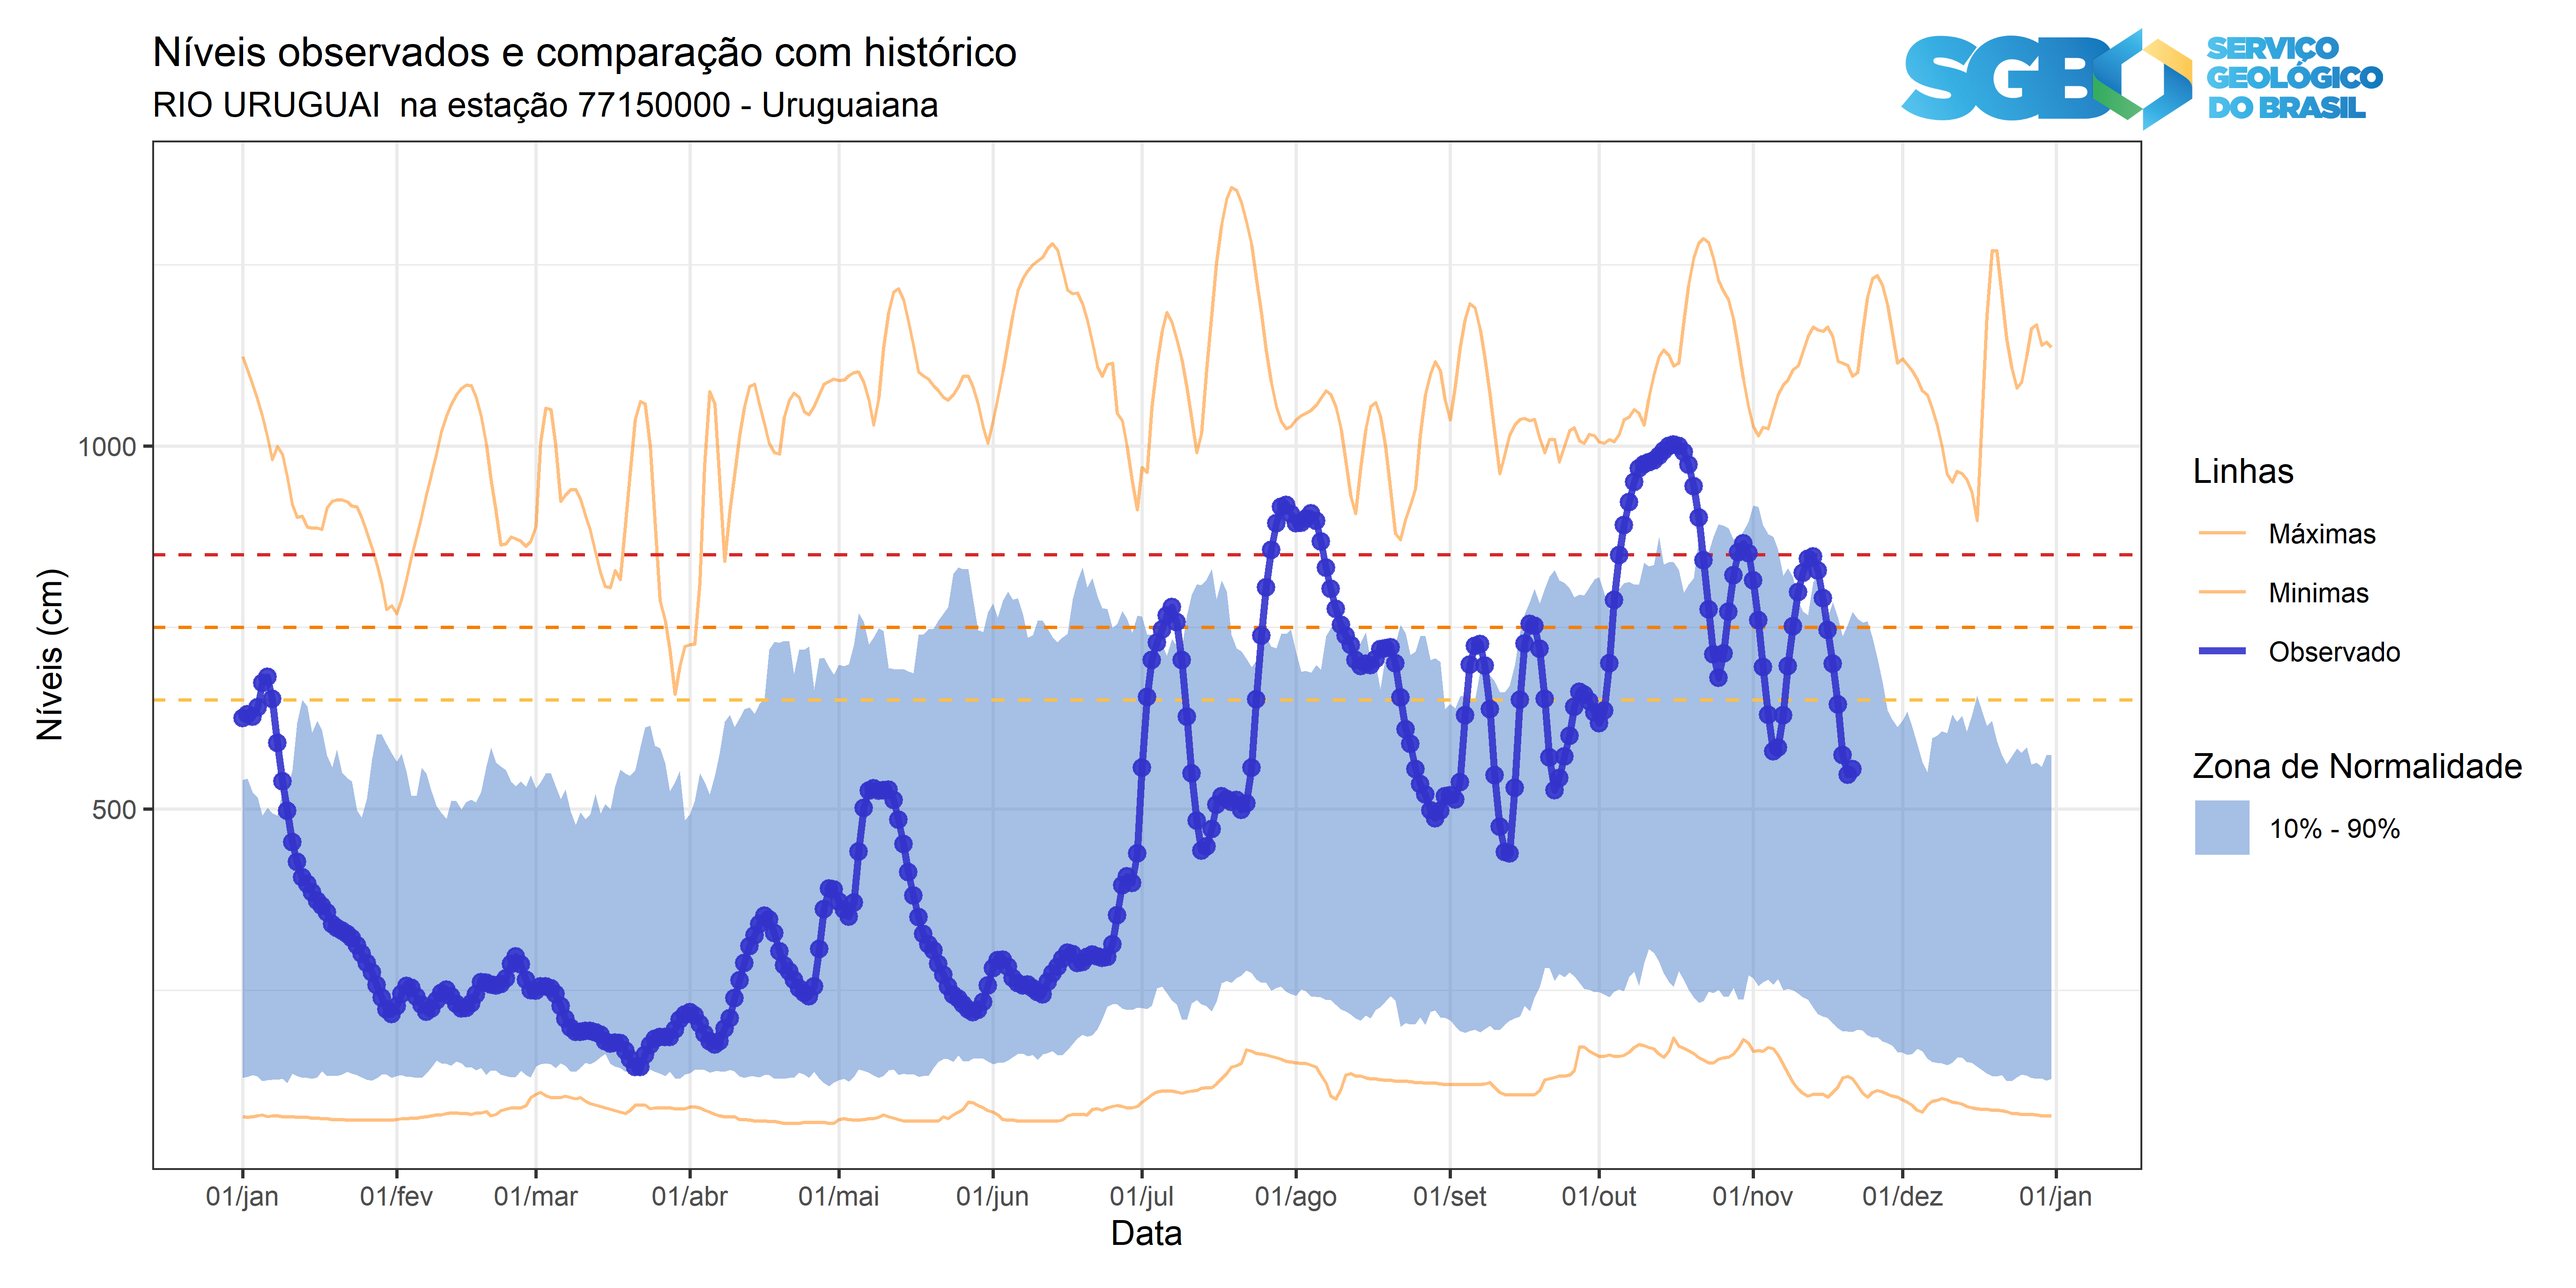 Níveis observados e comparação com histórico
RIO URUGUAI  na estação 77150000 - Uruguaiana
SGB
SERVIÇO
GEOLÓGICO
DO BRASIL
Níveis (cm)
1000
500
01/jan
01/fev
01/mar
01/abr
01/mai
01/jun
01/jul
01/ago
01/set
01/out
01/nov
01/dez
01/jan
Data
Linhas
Máximas
Minimas
Observado
Zona de Normalidade
10% - 90%